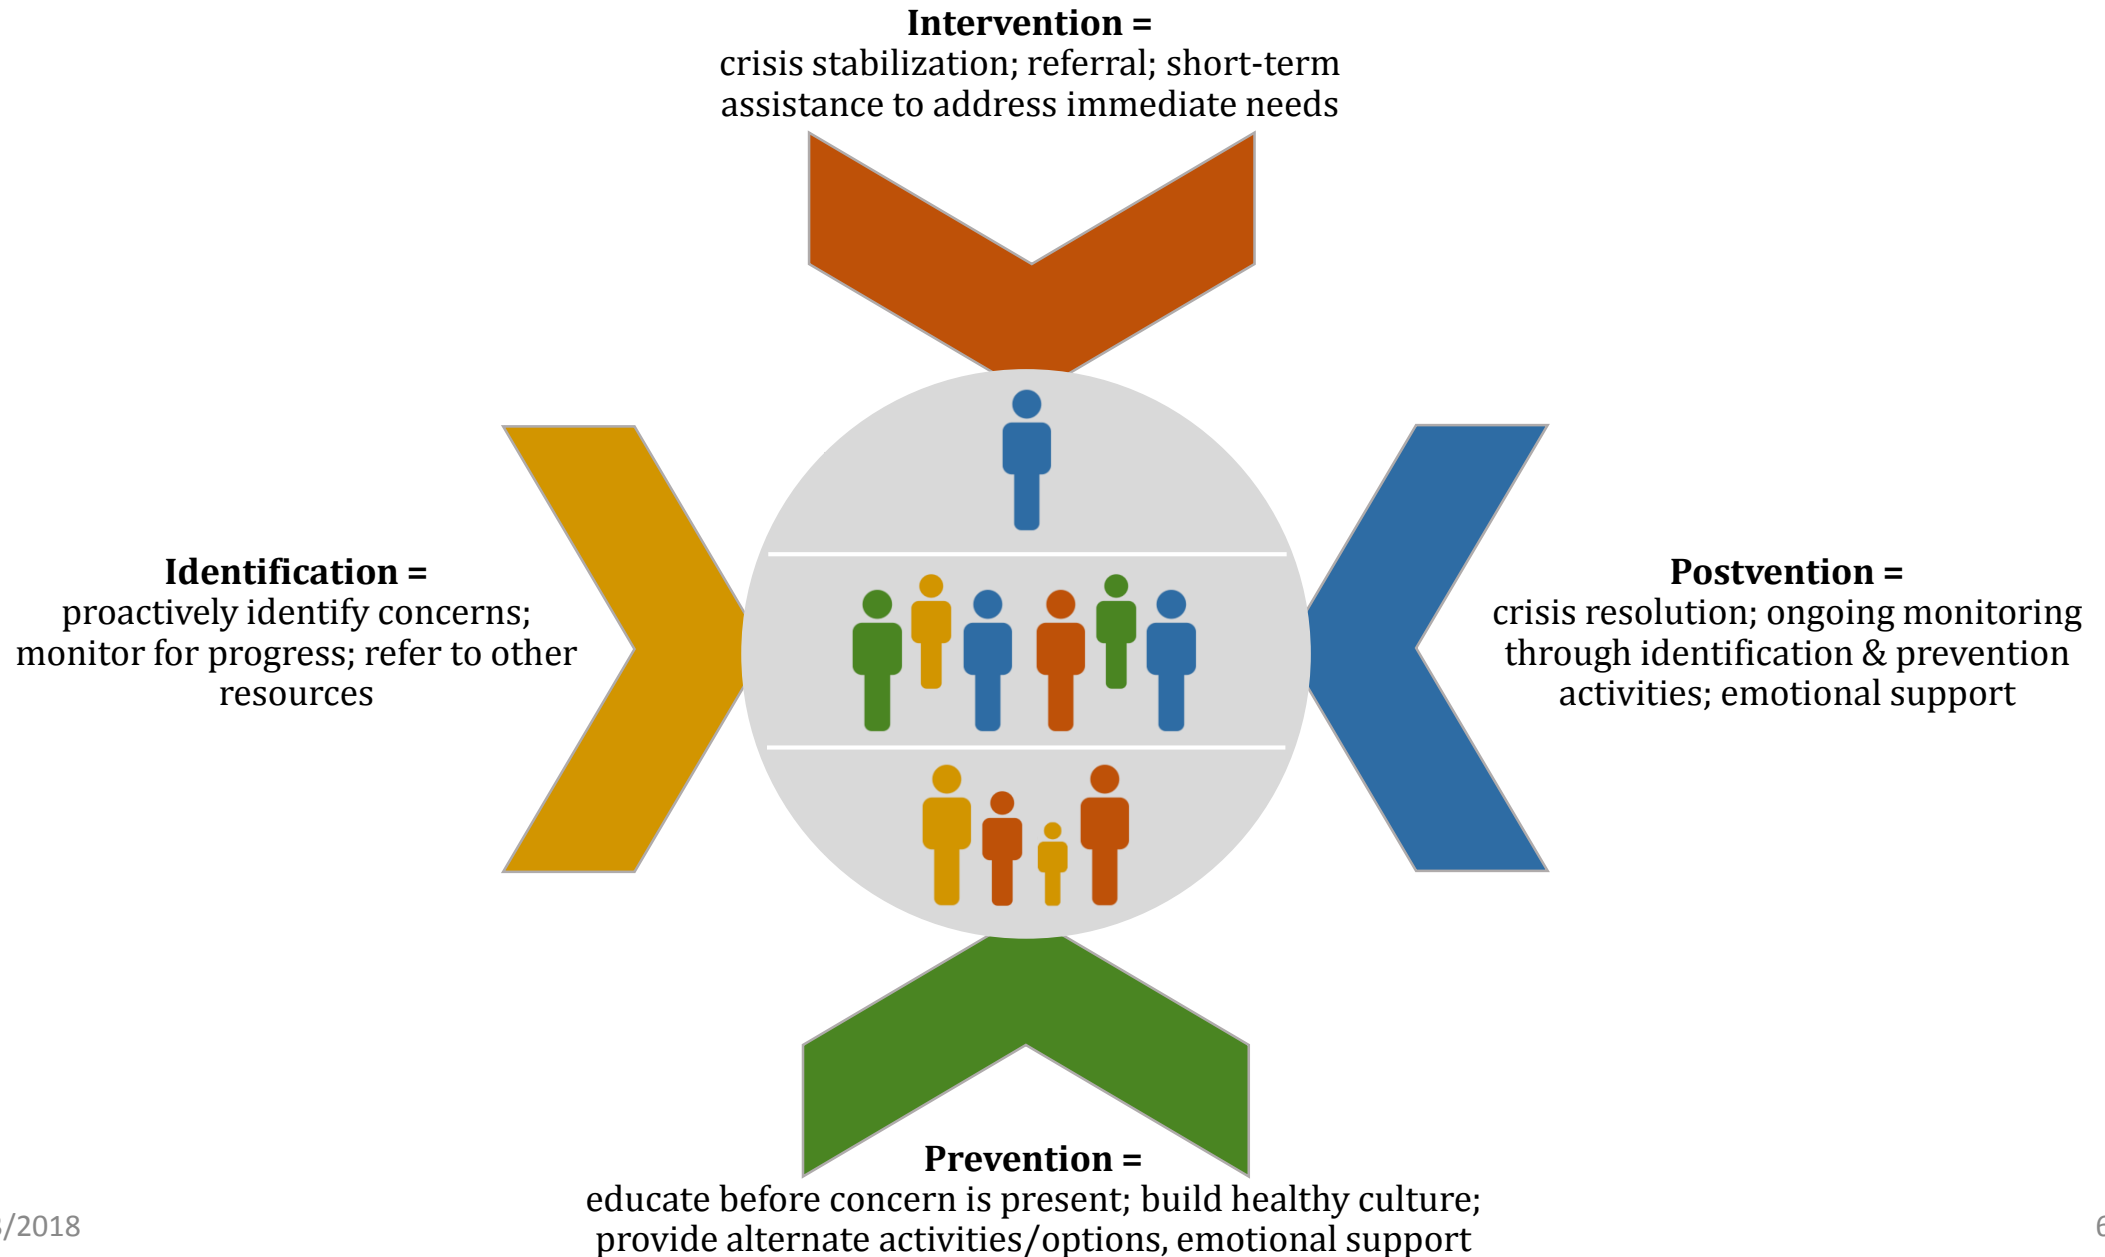 Intervention =
crisis stabilization; referral; short-term
assistance to address immediate needs
Identification =
proactively identify concerns;
monitor for progress; refer to other
resources
Postvention =
crisis resolution; ongoing monitoring
through identification & prevention
activities; emotional support
Prevention =
educate before concern is present; build healthy culture;
provide alternate activities/options, emotional support
/2018
6